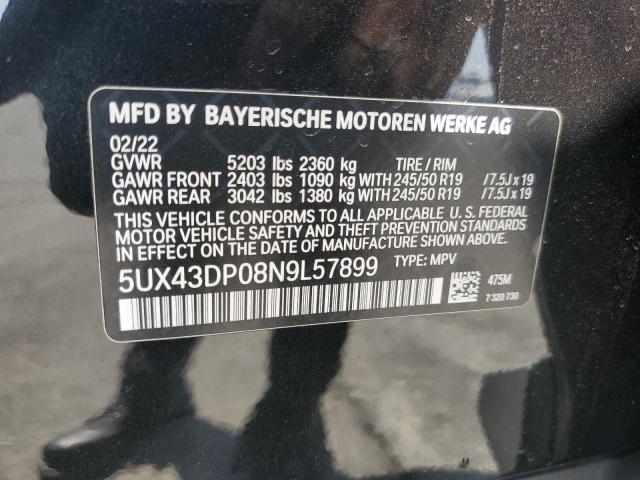 MFD BY BAYERISCHE MOTOREN WERKE AG
02/22
GVWR 5203 lbs 2360 kg TIRE / RIM
GAWR FRONT 2403 lbs 1090 kg WITH 245/50 R19 /7.5J x 19
GAWR REAR 3042 lbs 1380 kg WITH 245/50 R19 /7.5J x 19
THIS VEHICLE CONFORMS TO ALL APPLICABLE U. S. FEDERAL
MOTOR VEHICLE SAFETY AND THEFT PREVENTION STANDARDS
IN EFFECT ON THE DATE OF MANUFACTURE SHOWN ABOVE.
5UX43DP08N9L57899 TYPE: MPV
475M
7 320 730